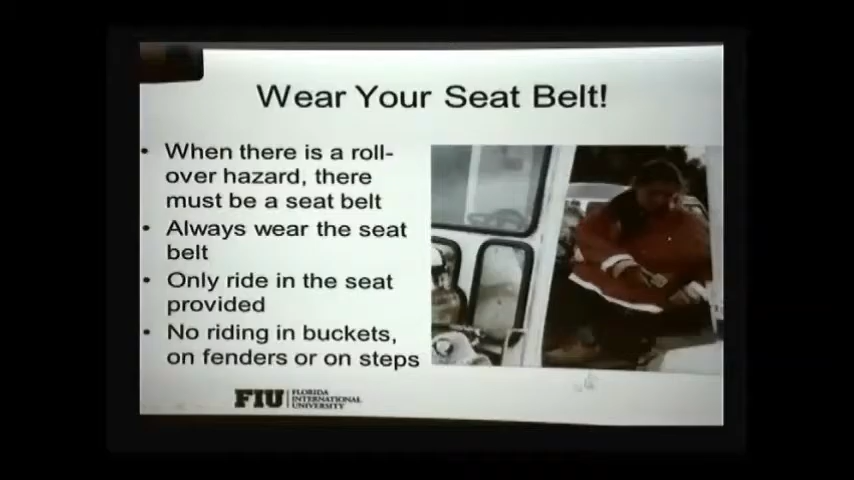 Wear Your Seat Belt!
• When there is a roll-
over hazard, there
must be a seat belt
• Always wear the seat
belt
• Only ride in the seat
provided
• No riding in buckets,
on fenders or on steps
FIU FLORIDA
INTERNATIONAL
UNIVERSITY